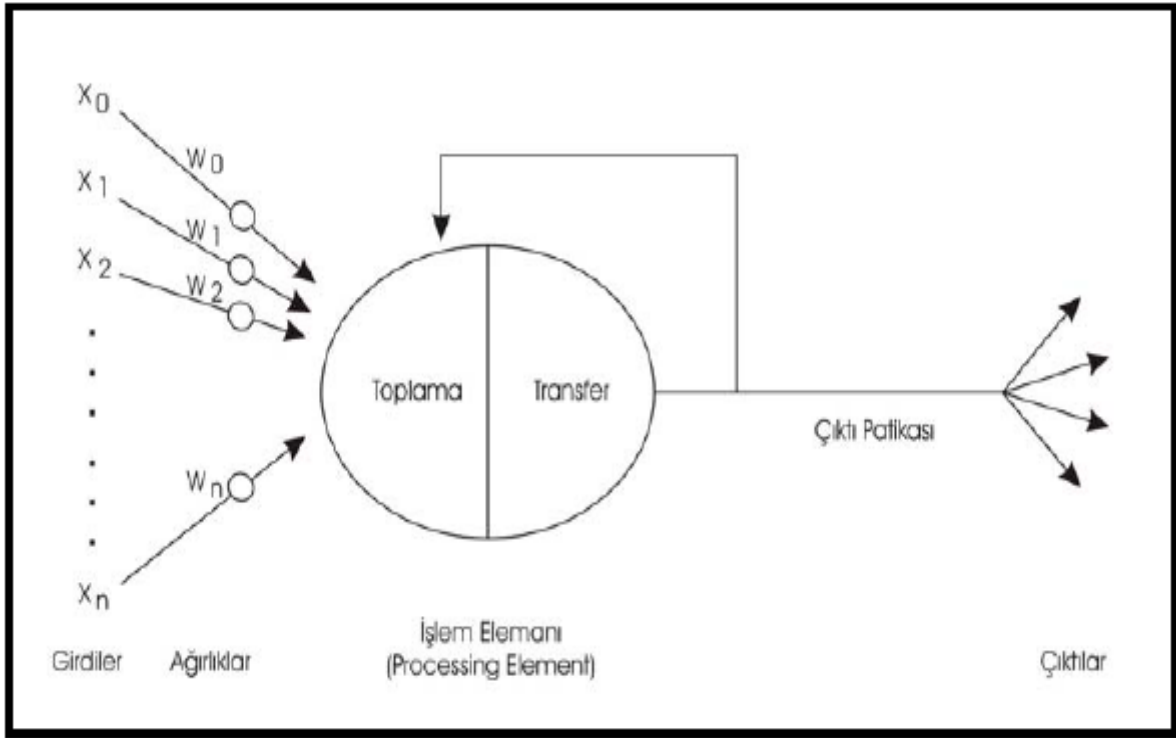 X0
W0
X1
W1
X2
W2
Toplama
Transfer
Çıktı Patikası
Wn
Xn
İşlem Elemanı
(Processing Element)
Girdiler
Ağırlıklar
Çıktılar